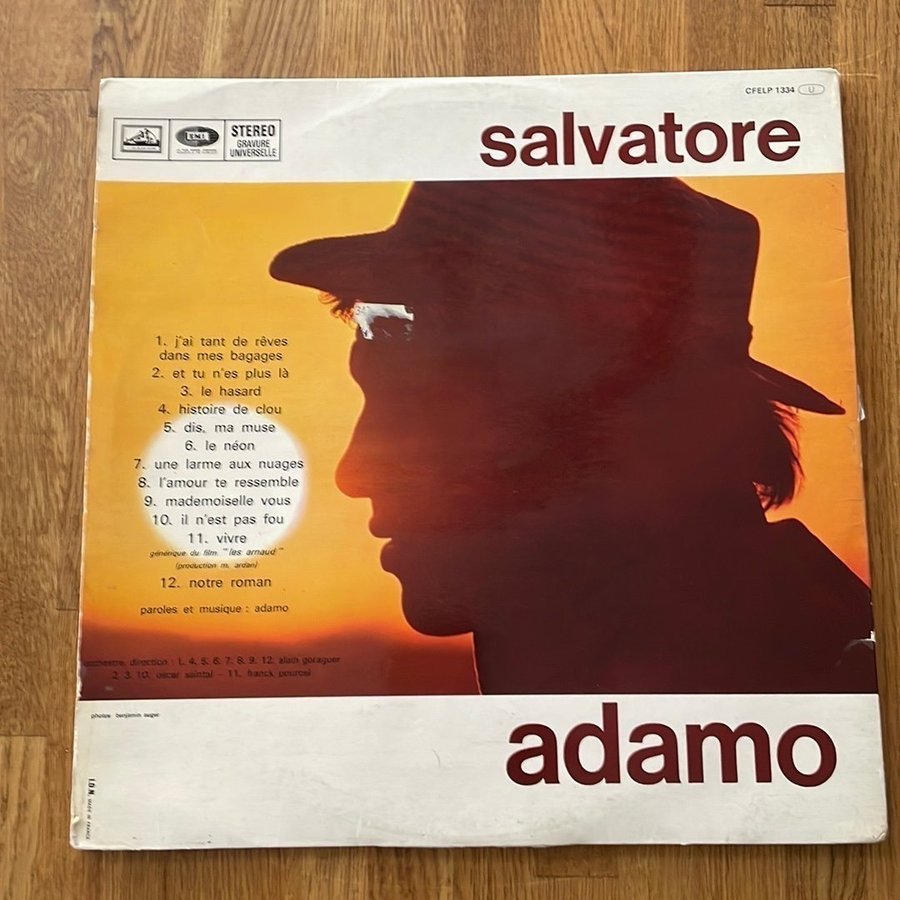 CFELP 1334 U
EMI
STEREO
GRAVURE
UNIVERSELLE
salvatore
1. j'ai tant de rêves
dans mes bagages
2. et tu n'es plus là
3. le hasard
4. histoire de clou
5. dis, ma muse
6. le néon
7. une larme aux nuages
8. l'amour te ressemble
9. mademoiselle vous
10. il n'est pas fou
11. vivre
générique du film "les arnaud"
(production m. ardan)
12. notre roman
paroles et musique : adamo
orchestre, direction : 1. 4. 5. 6. 7. 8. 9. 12. alain goraguer
2. 3. 10. oscar saintal - 11. franck pourcel
photos benjamin auger
adamo
I.D.N. MADE IN FRANCE